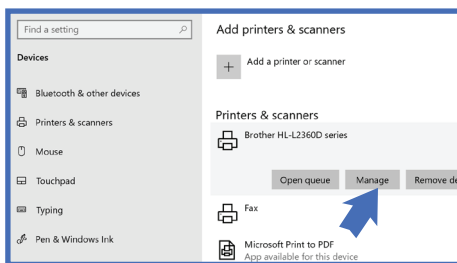 Find a setting
Devices
Bluetooth & other devices
Printers & scanners
Mouse
Touchpad
Typing
Pen & Windows Ink
Add printers & scanners
Add a printer or scanner
Printers & scanners
Brother HL-L2360D series
Open queue Manage Remove de
Fax
Microsoft Print to PDF
App available for this device